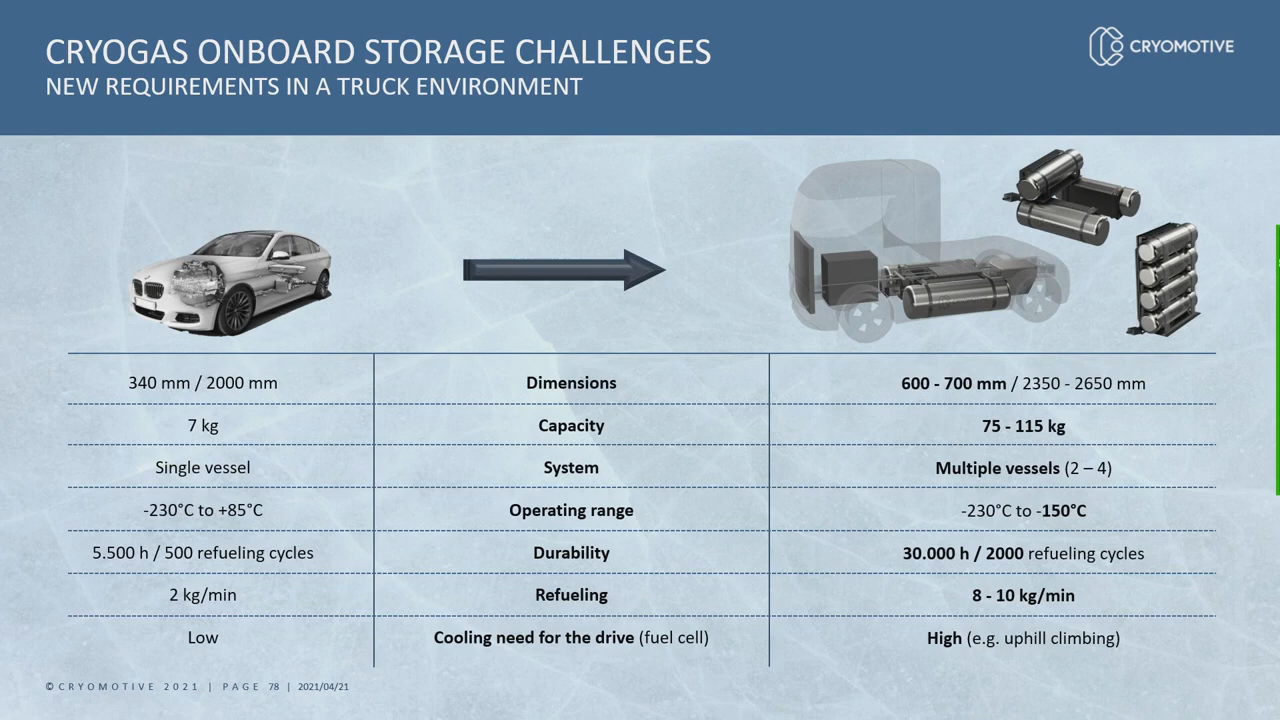 CRYOGAS ONBOARD STORAGE CHALLENGES
NEW REQUIREMENTS IN A TRUCK ENVIRONMENT
CRYOMOTIVE
340 mm / 2000 mm Dimensions 600 - 700 mm / 2350 - 2650 mm
7 kg Capacity 75 - 115 kg
Single vessel System Multiple vessels (2 – 4)
-230°C to +85°C Operating range -230°C to -150°C
5.500 h / 500 refueling cycles Durability 30.000 h / 2000 refueling cycles
2 kg/min Refueling 8 - 10 kg/min
Low Cooling need for the drive (fuel cell) High (e.g. uphill climbing)
© CRYOMOTIVE 2021 | PAGE 78 | 2021/04/21